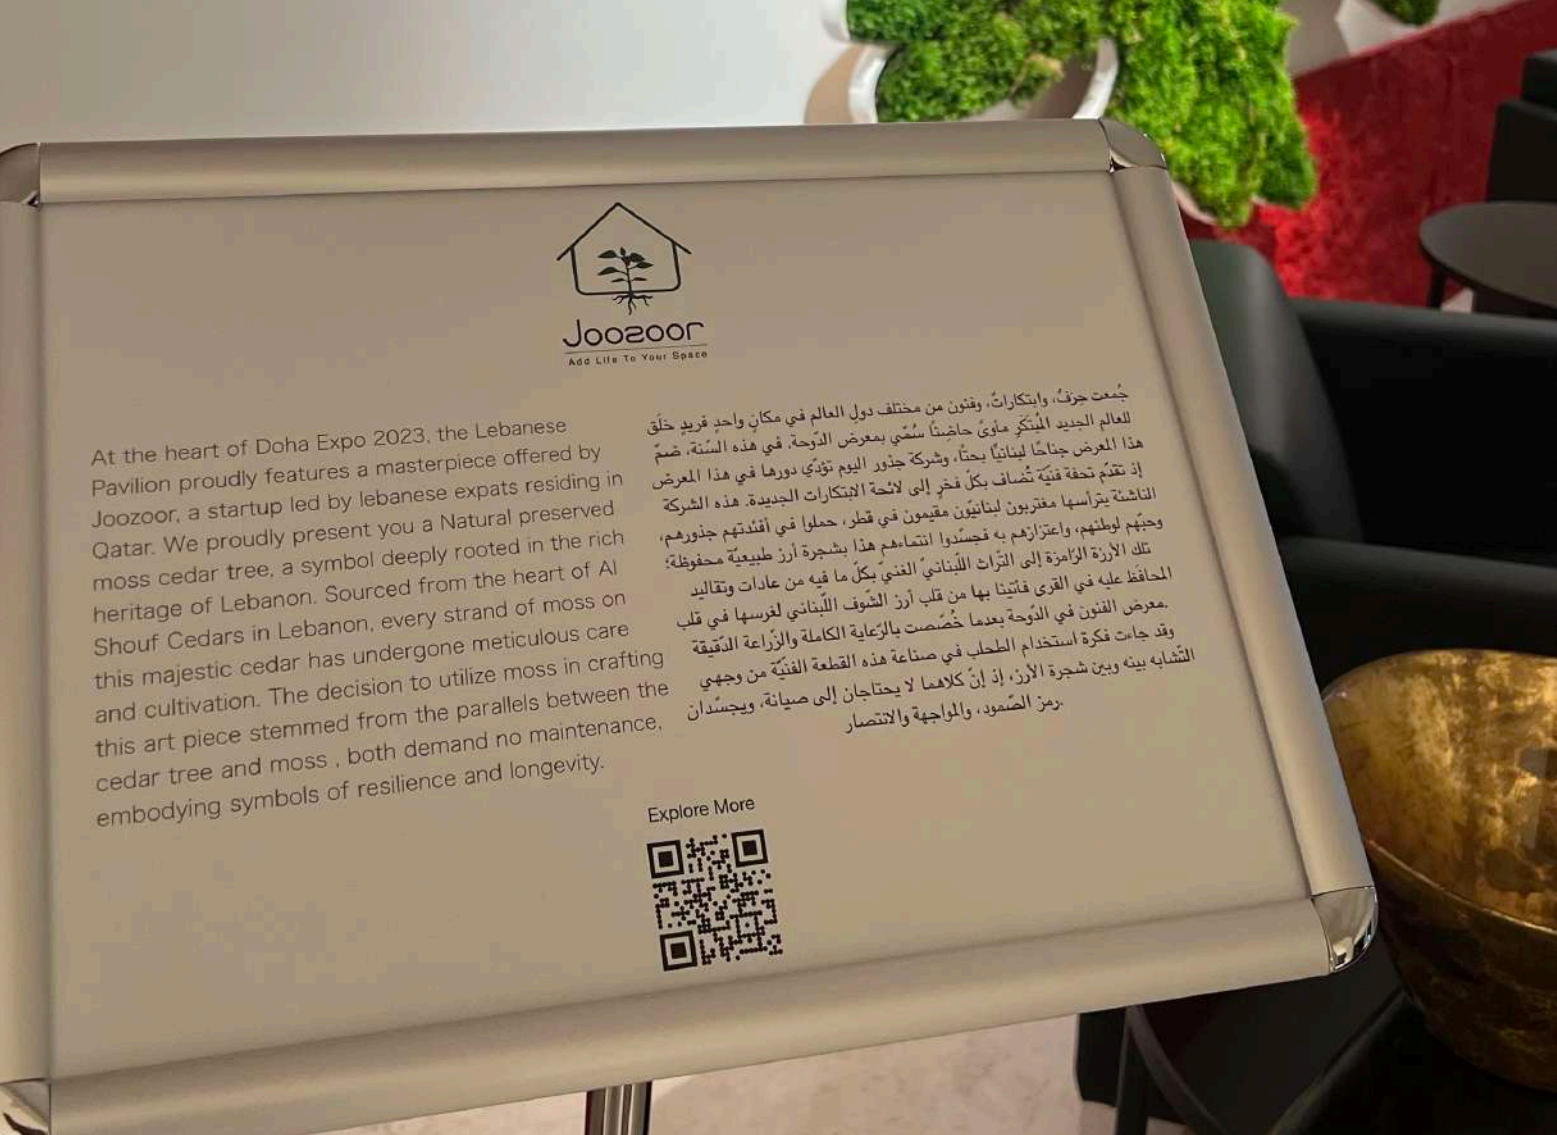 Joozoor
Add Life To Your Space
At the heart of Doha Expo 2023, the Lebanese
Pavilion proudly features a masterpiece offered by
Joozoor, a startup led by lebanese expats residing in
Qatar. We proudly present you a Natural preserved
moss cedar tree, a symbol deeply rooted in the rich
heritage of Lebanon. Sourced from the heart of Al
Shouf Cedars in Lebanon, every strand of moss on
this majestic cedar has undergone meticulous care
and cultivation. The decision to utilize moss in crafting
this art piece stemmed from the parallels between the
cedar tree and moss , both demand no maintenance,
embodying symbols of resilience and longevity.
جُمعت حِرَفٌ، وابتكاراتٌ، وفنون من مختلف دولِ العالم في مكانٍ واحدٍ فريدٍ خلَق
للعالم الجديد المُبتَكَرِ مأوىً حاضنًا سُمّي بمعرض الدّوحة. في هذه السّنة، ضمّ
هذا المعرض جناحًا لبنانيًّا بحتًا، وشركة جذور اليوم تؤدّي دورها في هذا المعرض
إذ تقدّم تحفة فنيّة تُضاف بكلّ فخرٍ إلى لائحة الابتكارات الجديدة. هذه الشركة
الناشئة يترأسها مغتربون لبنانيّون مقيمون في قطر، حملوا في أفئدتهم جذورهم،
وحبّهم لوطنهم، واعتزازهم به فجسّدوا انتماءهم هذا بشجرة أرز طبيعيّة محفوظة؛
تلك الأرزة الرّامزة إلى التّراث اللّبنانيّ الغنيّ بكلّ ما فيه من عادات وتقاليد
المحافَظ عليه في القرى فأتينا بها من قلب أرز الشّوف اللّبناني لغرسها في قلب
معرض الفنون في الدّوحة بعدما خُصّصت بالرّعاية الكاملة والزّراعة الدّقيقة.
وقد جاءت فكرة استخدام الطحلب في صناعة هذه القطعة الفنيّة من وجهي
التّشابه بينه وبين شجرة الأرز، إذ إنّ كلاهما لا يحتاجان إلى صيانة، ويجسّدان
رمز الصّمود، والمواجهة والانتصار.
Explore More